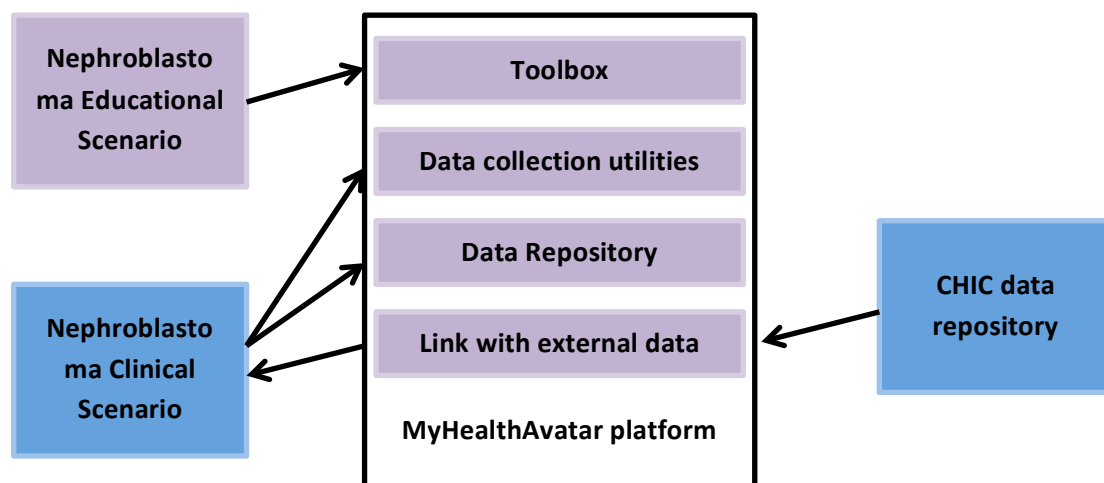 Nephroblasto
ma Educational
Scenario
Toolbox
Data collection utilities
Data Repository
Link with external data
MyHealthAvatar platform
Nephroblasto
ma Clinical
Scenario
CHIC data
repository